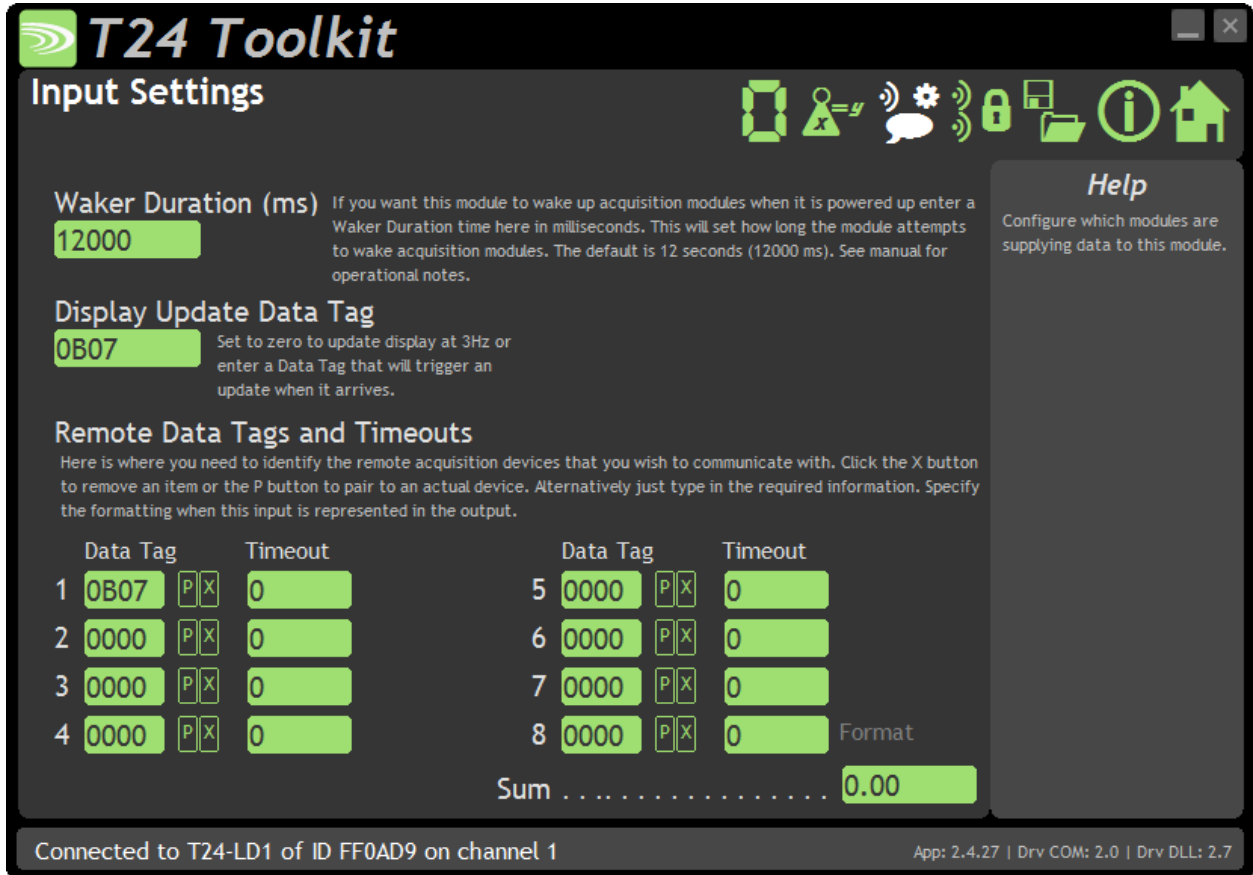 T24 Toolkit
Input Settings
Help
Configure which modules are
supplying data to this module.
Waker Duration (ms)
12000
If you want this module to wake up acquisition modules when it is powered up enter a
Waker Duration time here in milliseconds. This will set how long the module attempts
to wake acquisition modules. The default is 12 seconds (12000 ms). See manual for
operational notes.
Display Update Data Tag
0B07
Set to zero to update display at 3Hz or
enter a Data Tag that will trigger an
update when it arrives.
Remote Data Tags and Timeouts
Here is where you need to identify the remote acquisition devices that you wish to communicate with. Click the X button
to remove an item or the P button to pair to an actual device. Alternatively just type in the required information. Specify
the formatting when this input is represented in the output.
Data Tag Timeout Data Tag Timeout
1 0B07 P X 0 5 0000 P X 0
2 0000 P X 0 6 0000 P X 0
3 0000 P X 0 7 0000 P X 0
4 0000 P X 0 8 0000 P X 0 Format
Sum . . .. . . . . . . . . . . . . . . 0.00
Connected to T24-LD1 of ID FF0AD9 on channel 1
App: 2.4.27 | Drv COM: 2.0 | Drv DLL: 2.7
x=y